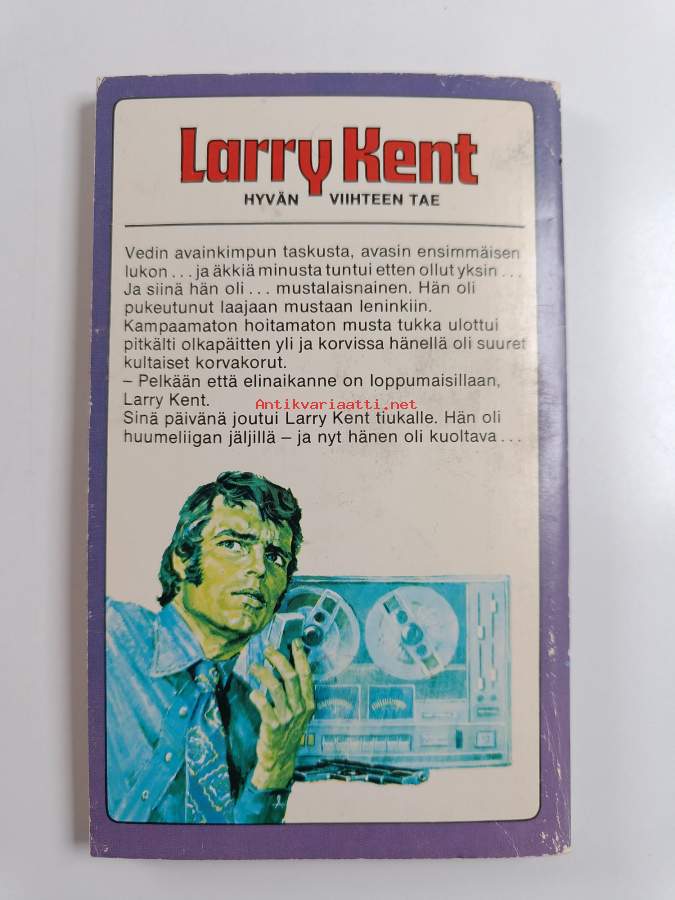 Larry Kent
HYVÄN VIIHTEEN TAE
Vedin avainkimpun taskusta, avasin ensimmäisen
lukon . . . ja äkkiä minusta tuntui etten ollut yksin . . .
Ja siinä hän oli . . . mustalaisnainen. Hän oli
pukeutunut laajaan mustaan leninkiin.
Kampaamaton hoitamaton musta tukka ulottui
pitkälti olkapäitten yli ja korvissa hänellä oli suuret
kultaiset korvakorut.
– Pelkään että elinaikanne on loppumaisillaan,
Larry Kent.
Antikvariaatti.net
Sinä päivänä joutui Larry Kent tiukalle. Hän oli
huumeliigan jäljillä – ja nyt hänen oli kuoltava . . .